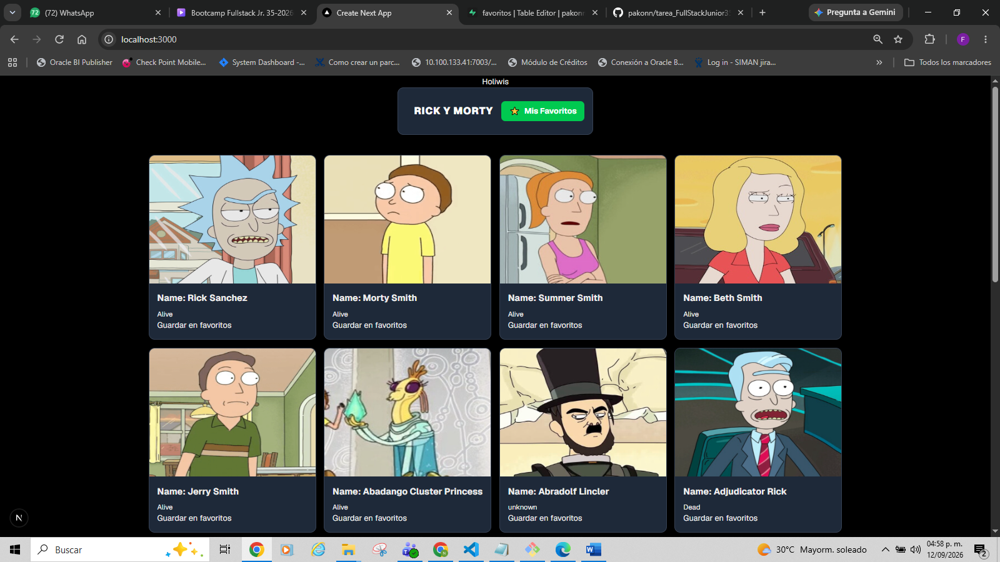 72 (72) WhatsApp
Bootcamp Fullstack Jr. 35-2026
Create Next App
favoritos | Table Editor | pakonn
pakonn/tarea_FullStackJunior35
Pregunta a Gemini
localhost:3000
F
Oracle BI Publisher
Check Point Mobile...
System Dashboard -...
Como crear un parc...
10.100.133.41:7003/...
Módulo de Créditos
Conexión a Oracle B...
Log in - SIMAN jira...
»
Todos los marcadores
Holiwis
RICK Y MORTY
Mis Favoritos
Name: Rick Sanchez
Alive
Guardar en favoritos
Name: Morty Smith
Alive
Guardar en favoritos
Name: Summer Smith
Alive
Guardar en favoritos
Name: Beth Smith
Alive
Guardar en favoritos
Name: Jerry Smith
Alive
Guardar en favoritos
Name: Abadango Cluster Princess
Alive
Guardar en favoritos
Name: Abradolf Lincler
unknown
Guardar en favoritos
Name: Adjudicator Rick
Dead
Guardar en favoritos
N
Buscar
30°C Mayorm. soleado
04:58 p. m.
12/09/2026
2